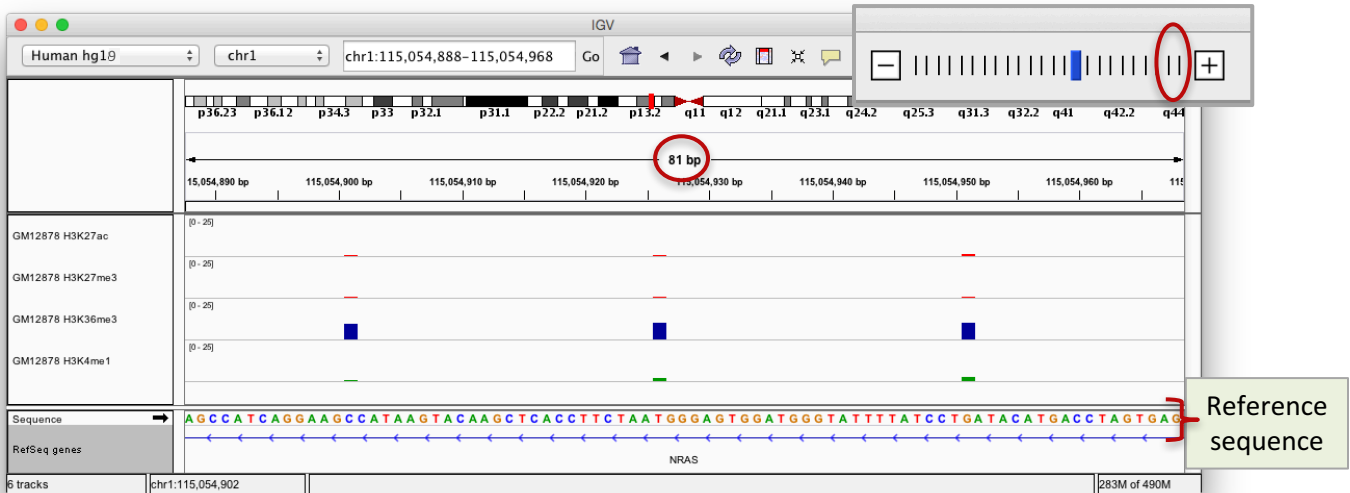 IGV
Human hg19 chr1 chr1:115,054,888-115,054,968 Go
p36.23 p36.12 p34.3 p33 p32.1 p31.1 p22.2 p21.2 p13.2 q11 q12 q21.1 q23.1 q24.2 q25.3 q31.3 q32.2 q41 q42.2 q44
81 bp
115,054,890 bp 115,054,900 bp 115,054,910 bp 115,054,920 bp 115,054,930 bp 115,054,940 bp 115,054,950 bp 115,054,960 bp 115
[0 - 25]
GM12878 H3K27ac
[0 - 25]
GM12878 H3K27me3
[0 - 25]
GM12878 H3K36me3
[0 - 25]
GM12878 H3K4me1
Sequence AGCCATCAGGAAGCCATAAGTACAAGCTCACCTTCTAATGGGAGTGGATGGGTATTTTATCCTGATACATGACCTAGTGAG
RefSeq genes
NRAS
Reference
sequence
6 tracks chr1:115,054,902 283M of 490M